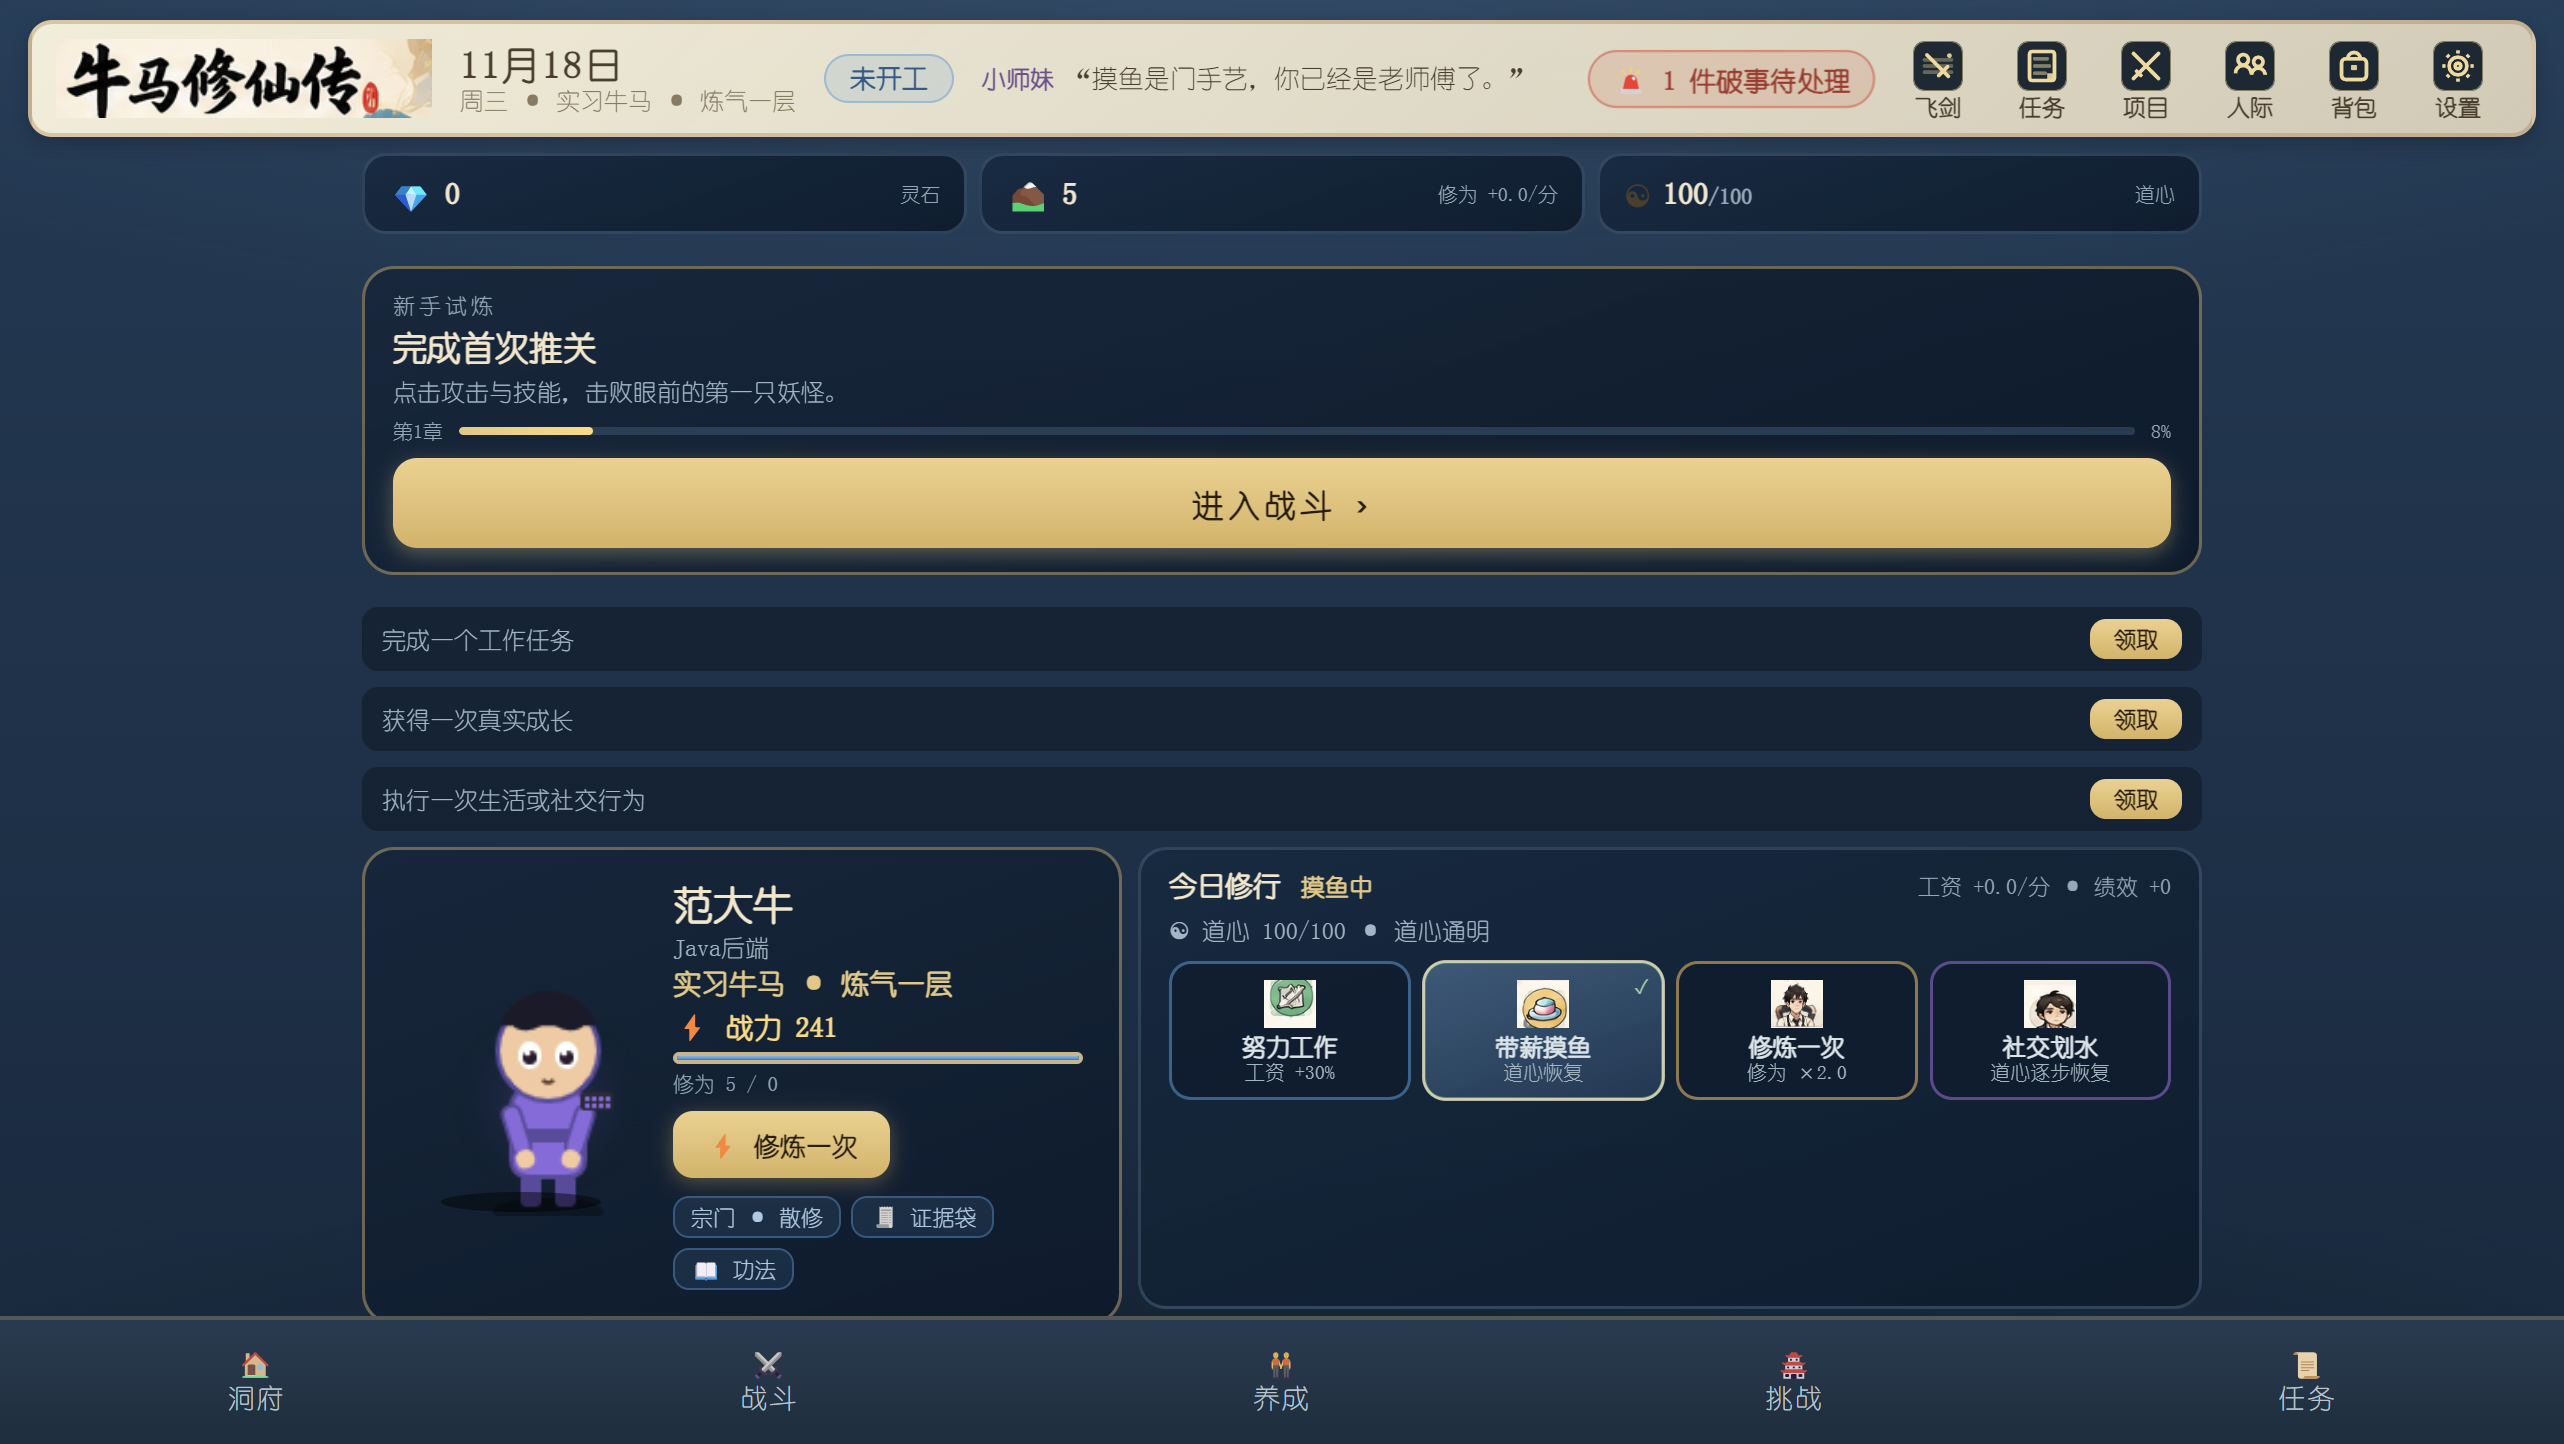 牛马修仙传
11月18日
周三 • 实习牛马 • 炼气一层
未开工
小师妹 “摸鱼是门手艺，你已经是老师傅了。”
1 件破事待处理
飞剑
任务
项目
人际
背包
设置
0
灵石
5
修为 +0.0/分
100/100
道心
新手试炼
完成首次推关
点击攻击与技能，击败眼前的第一只妖怪。
第1章
8%
进入战斗 ›
完成一个工作任务
领取
获得一次真实成长
领取
执行一次生活或社交行为
领取
范大牛
Java后端
实习牛马 • 炼气一层
战力 241
修为 5 / 0
修炼一次
宗门 • 散修
证据袋
功法
今日修行 摸鱼中
工资 +0.0/分 • 绩效 +0
道心 100/100 • 道心通明
努力工作
工资 +30%
带薪摸鱼
道心恢复
✓
修炼一次
修为 ×2.0
社交划水
道心逐步恢复
洞府
战斗
养成
挑战
任务